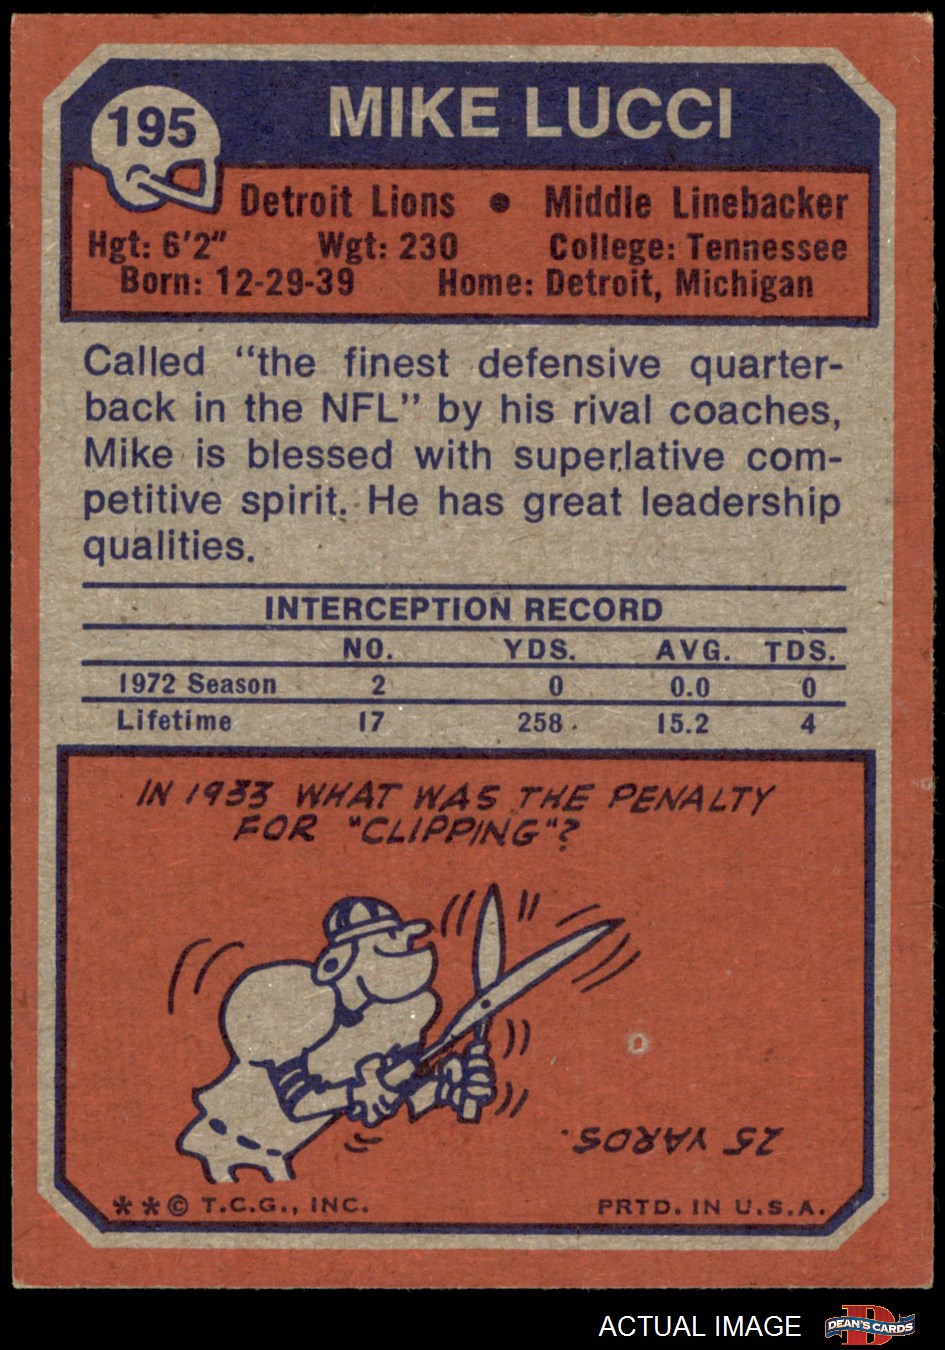 195
MIKE LUCCI
Detroit Lions • Middle Linebacker
Hgt: 6'2" Wgt: 230 College: Tennessee
Born: 12-29-39 Home: Detroit, Michigan
Called "the finest defensive quarter-
back in the NFL" by his rival coaches,
Mike is blessed with superlative com-
petitive spirit. He has great leadership
qualities.
INTERCEPTION RECORD
NO. YDS. AVG. TDS.
1972 Season 2 0 0.0 0
Lifetime 17 258 15.2 4
IN 1933 WHAT WAS THE PENALTY
FOR "CLIPPING"?
25 YARDS.
**© T.C.G., INC. PRTD. IN U.S.A.
ACTUAL IMAGE
DEAN'S CARDS